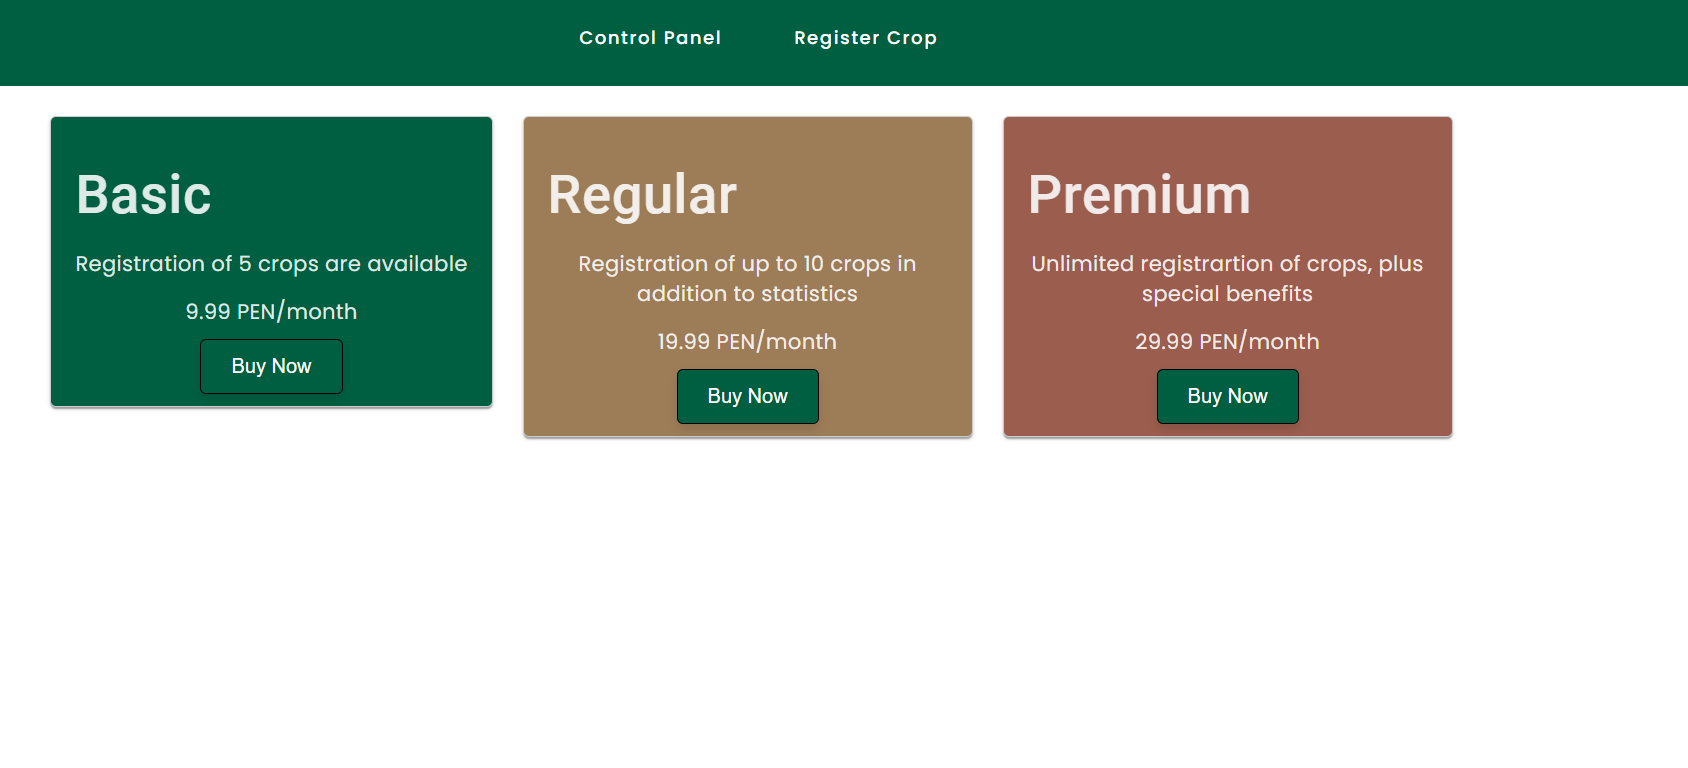 Control Panel Register Crop
Basic
Registration of 5 crops are available
9.99 PEN/month
Buy Now
Regular
Registration of up to 10 crops in
addition to statistics
19.99 PEN/month
Buy Now
Premium
Unlimited registrartion of crops, plus
special benefits
29.99 PEN/month
Buy Now